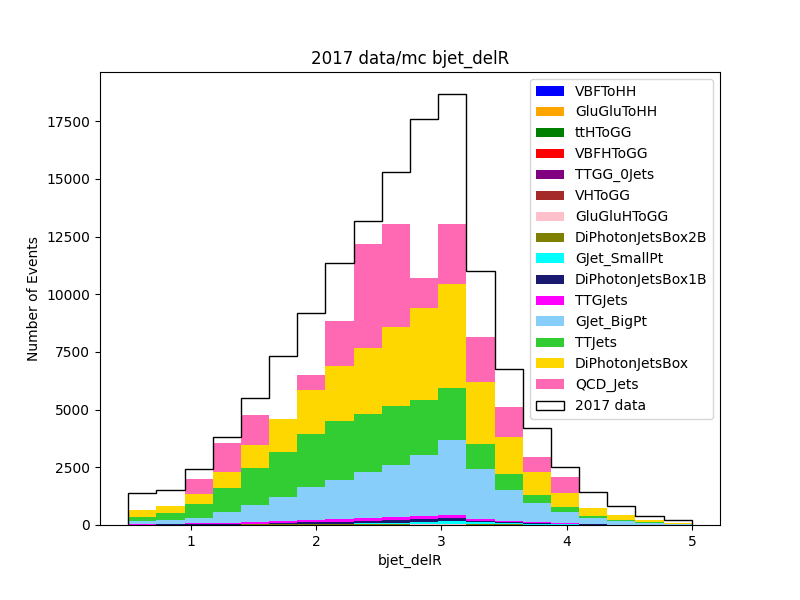 2017 data/mc bjet_delR
Number of Events
17500
15000
12500
10000
7500
5000
2500
0
1
2
3
4
5
bjet_delR
VBFToHH
GluGluToHH
ttHToGG
VBFHToGG
TTGG_0Jets
VHToGG
GluGluHToGG
DiPhotonJetsBox2B
GJet_SmallPt
DiPhotonJetsBox1B
TTGJets
GJet_BigPt
TTJets
DiPhotonJetsBox
QCD_Jets
2017 data